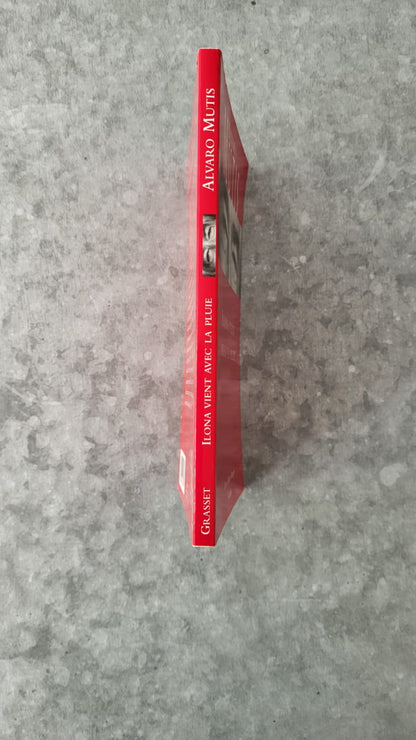 GRASSET
ILONA VIENT AVEC LA PLUIE
ALVARO MUTIS